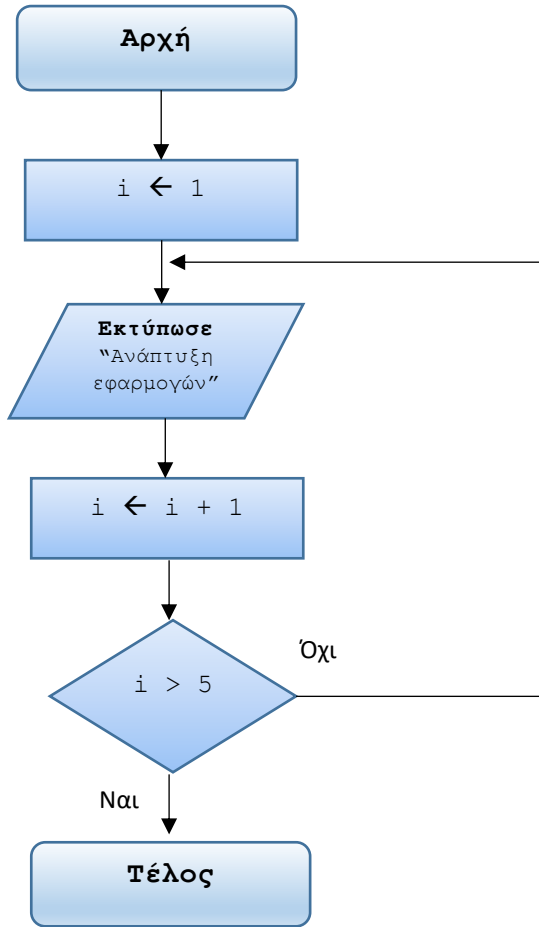 Αρχή
i ← 1
Εκτύπωσε
“Ανάπτυξη
εφαρμογών”
i ← i + 1
i > 5
Όχι
Ναι
Τέλος